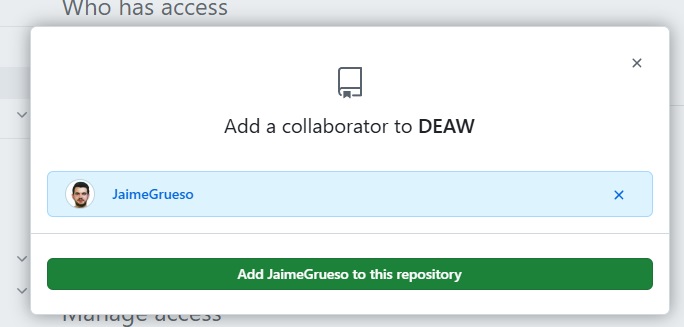 Who has access
Add a collaborator to DEAW
JaimeGrueso
Add JaimeGrueso to this repository
Manage access